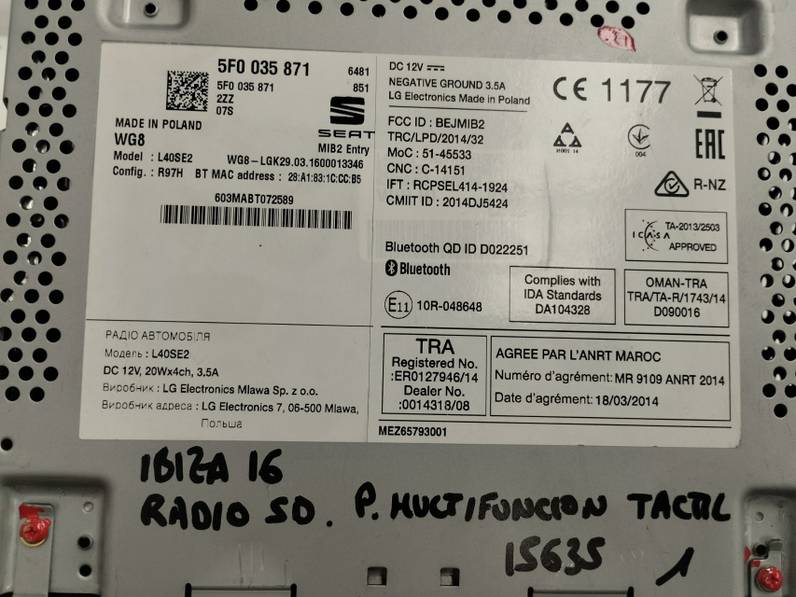 5F0 035 871
5F0 035 871
2ZZ
07S
6481
851
SEAT
MADE IN POLAND
WG8
MIB2 Entry
Model : L40SE2
WG8-LGK29.03.1600013346
Config. : R97H BT MAC address : 28:A1:83:1C:CC:B5
603MABT072589
РАДІО АВТОМОБІЛЯ
Модель : L40SE2
DC 12V, 20Wx4ch, 3.5A
Виробник : LG Electronics Mlawa Sp. z o.o.
Виробник адреса : LG Electronics 7, 06-500 Mlawa,
Польща
DC 12V
NEGATIVE GROUND 3.5A
LG Electronics Made in Poland
CE 1177
FCC ID : BEJMIB2
TRC/LPD/2014/32
MoC: 51-45533
CNC: C-14151
IFT : RCPSEL414-1924
CMIIT ID : 2014DJ5424
004
EAC
R-NZ
ICASA
TA-2013/2503
APPROVED
Bluetooth QD ID D022251
Bluetooth
E11 10R-048648
Complies with
IDA Standards
DA104328
OMAN-TRA
TRA/TA-R/1743/14
D090016
TRA
Registered No.
:ER0127946/14
Dealer No.
:0014318/08
AGREE PAR L'ANRT MAROC
Numéro d'agrément: MR 9109 ANRT 2014
Date d'agrément: 18/03/2014
MEZ65793001
IBIZA 16
RADIO SD. P. MULTIFUNCION TACTIL
15635 1